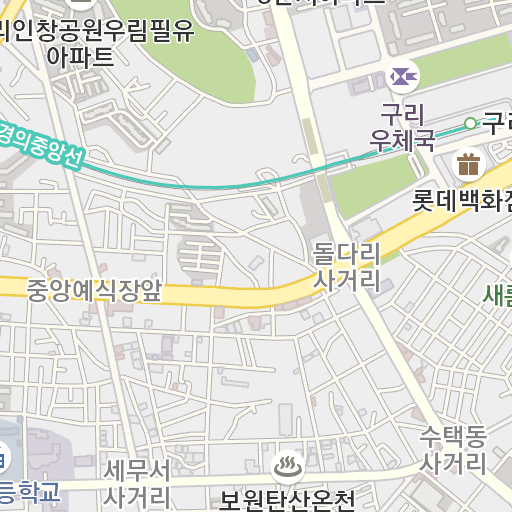 리인창공원우림필유
아파트
구리
우체국
경의중앙선
구리
롯데백화점
돌다리
사거리
중앙예식장앞
새름
수택동
사거리
세무서
사거리
등학교
보원탄산온천